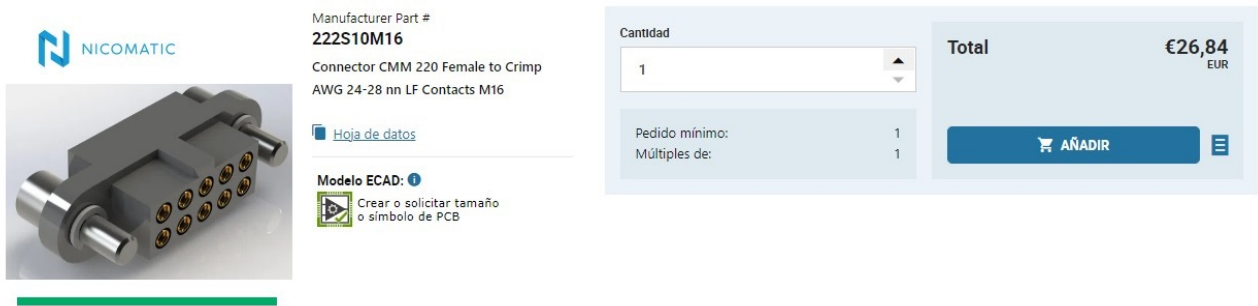 NICOMATIC
Manufacturer Part #
222S10M16
Connector CMM 220 Female to Crimp
AWG 24-28 nn LF Contacts M16
Hoja de datos
Modelo ECAD:
Crear o solicitar tamaño
o símbolo de PCB
Cantidad
1
Pedido mínimo: 1
Múltiples de: 1
Total €26,84
EUR
AÑADIR